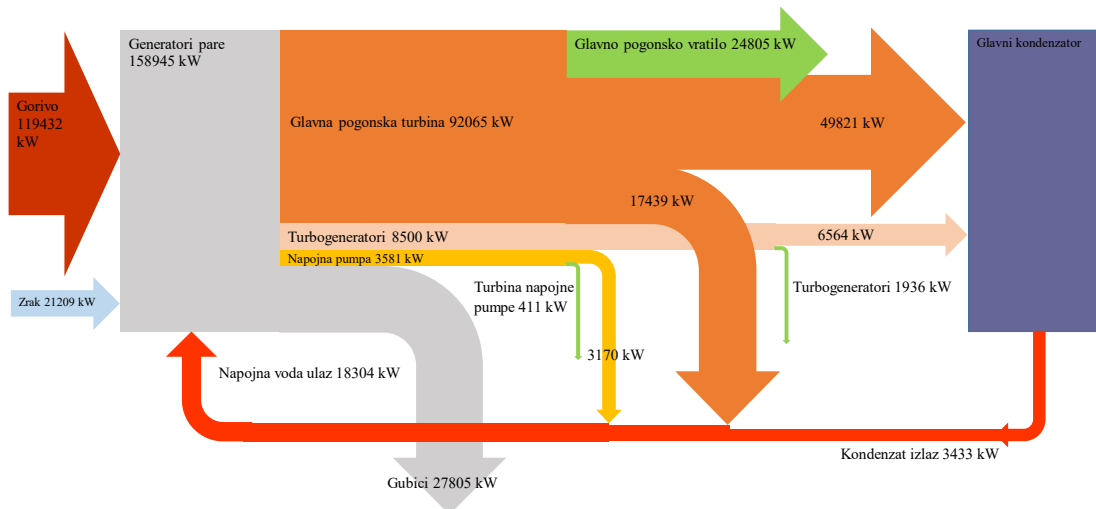 Generatori pare
158945 kW
Glavno pogonsko vratilo 24805 kW
Glavni kondenzator
Gorivo
119432
kW
Glavna pogonska turbina 92065 kW
49821 kW
17439 kW
Turbogeneratori 8500 kW
6564 kW
Napojna pumpa 3581 kW
Zrak 21209 kW
Turbina napojne
pumpe 411 kW
Turbogeneratori 1936 kW
3170 kW
Napojna voda ulaz 18304 kW
Kondenzat izlaz 3433 kW
Gubici 27805 kW